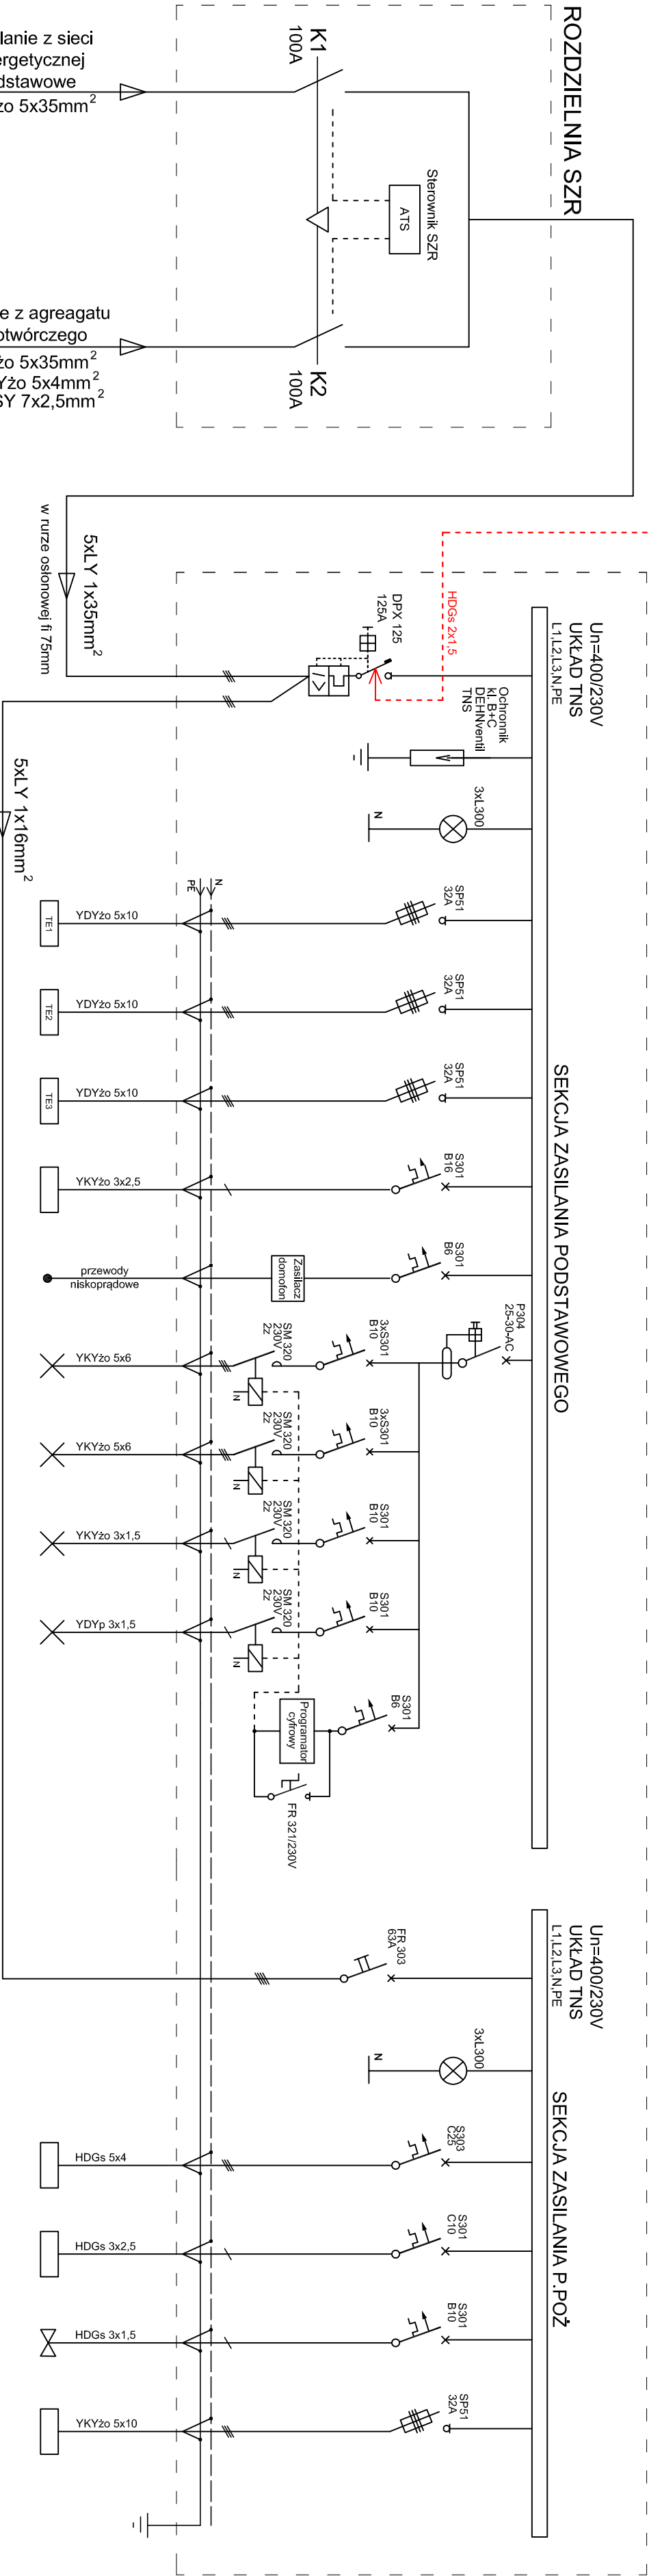 ROZDZIELNIA SZR
K1
100A
Sterownik SZR
ATS
K2
100A
z sieci
5x35mm²
z agreagatu
5x35mm²
5x4mm²
7x2,5mm²
5xLY 1x35mm²
w rurze osłonowej fi 75mm
5xLY 1x16mm²
HDGs 2x1,5
Un=400/230V
UKŁAD TNS
L1,L2,L3,N,PE
SEKCJA ZASILANIA PODSTAWOWEGO
DPX 125
125A
Ochronnik
kl.B+C
DEHNventil
TNS
3xL300
N
N
PE
SP51
32A
YDYżo 5x10
TE1
SP51
32A
YDYżo 5x10
TE2
SP51
32A
YDYżo 5x10
TE3
S301
B16
YKYżo 3x2,5
S301
B6
Zasilacz
domofon
przewody
niskoprądowe
P304
25-30-AC
3xS301
B10
SM 320
230V
2z
N
YKYżo 5x6
3xS301
B10
SM 320
230V
2z
N
YKYżo 5x6
S301
B10
SM 320
230V
2z
N
YKYżo 3x1,5
S301
B10
SM 320
230V
2z
N
YDYp 3x1,5
S301
B6
Programator
cyfrowy
FR 321/230V
Un=400/230V
UKŁAD TNS
L1,L2,L3,N,PE
SEKCJA ZASILANIA P.POŻ
FR 303
63A
3xL300
N
S303
C25
HDGs 5x4
S301
C10
HDGs 3x2,5
S301
B10
HDGs 3x1,5
SP51
32A
YKYżo 5x10